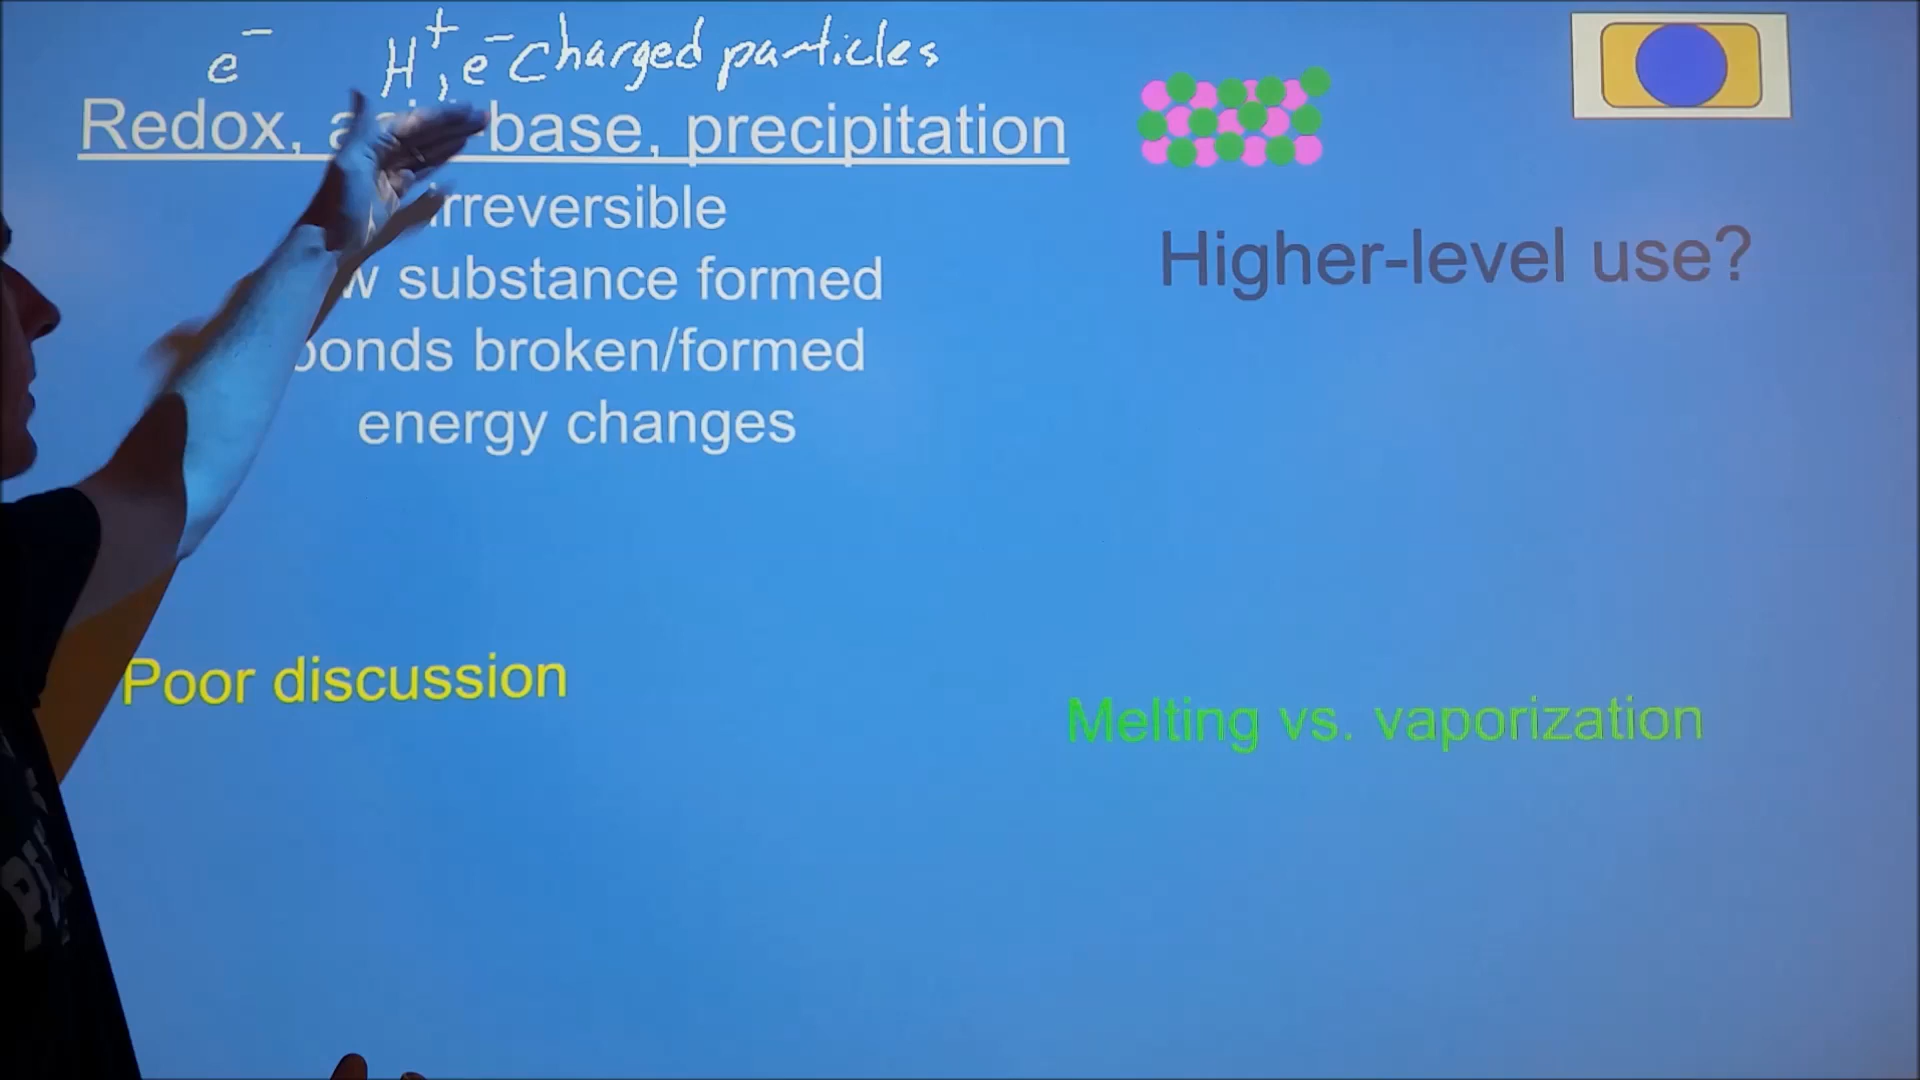 e⁻ H⁺, e⁻ charged particles
Redox, base, precipitation
irreversible
substance formed
bonds broken/formed
energy changes
Higher-level use?
Poor discussion
Melting vs. vaporization